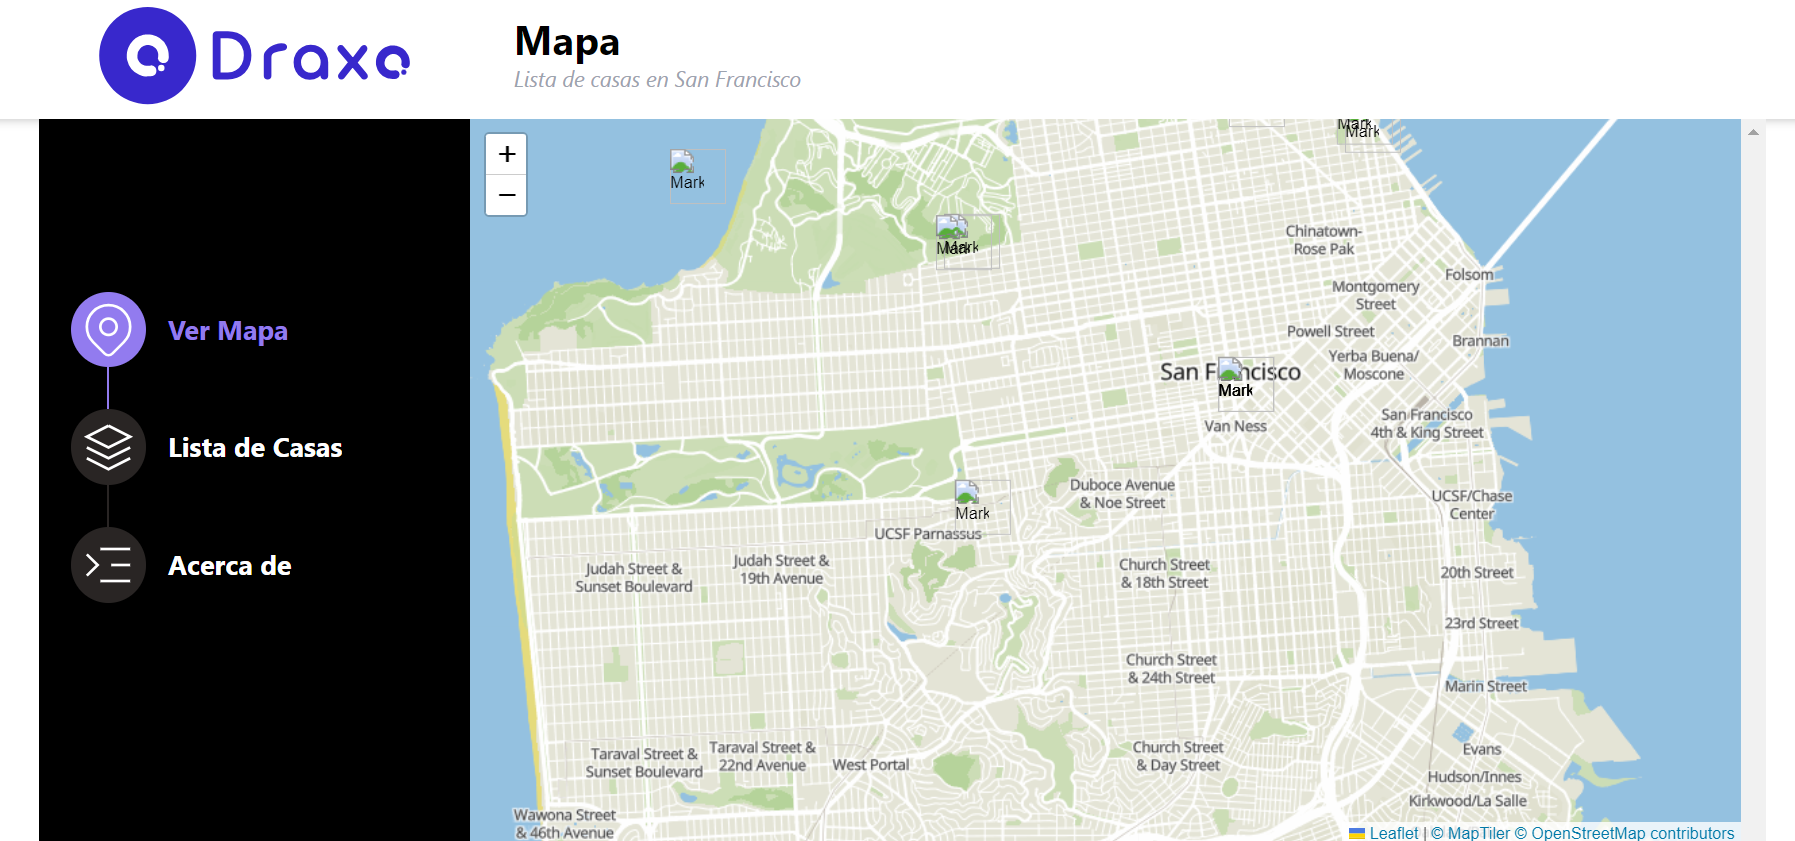 Draxa
Mapa
Lista de casas en San Francisco
Ver Mapa
Lista de Casas
Acerca de
+
−
Mark
Mark
Mark
Mark
Mark
Chinatown-
Rose Pak
Folsom
Montgomery
Street
Powell Street
Brannan
Yerba Buena/
Moscone
San Francisco
Mark
Van Ness
San Francisco
4th & King Street
Duboce Avenue
& Noe Street
UCSF/Chase
Center
Mark
UCSF Parnassus
Judah Street &
Sunset Boulevard
Judah Street &
19th Avenue
Church Street
& 18th Street
20th Street
23rd Street
Church Street
& 24th Street
Marin Street
Taraval Street &
Sunset Boulevard
Taraval Street &
22nd Avenue
West Portal
Church Street
& Day Street
Evans
Hudson/Innes
Kirkwood/La Salle
Wawona Street
& 46th Avenue
Leaflet | © MapTiler © OpenStreetMap contributors